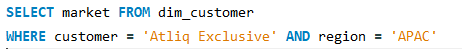 SELECT market FROM dim_customer
WHERE customer = 'Atliq Exclusive' AND region = 'APAC'